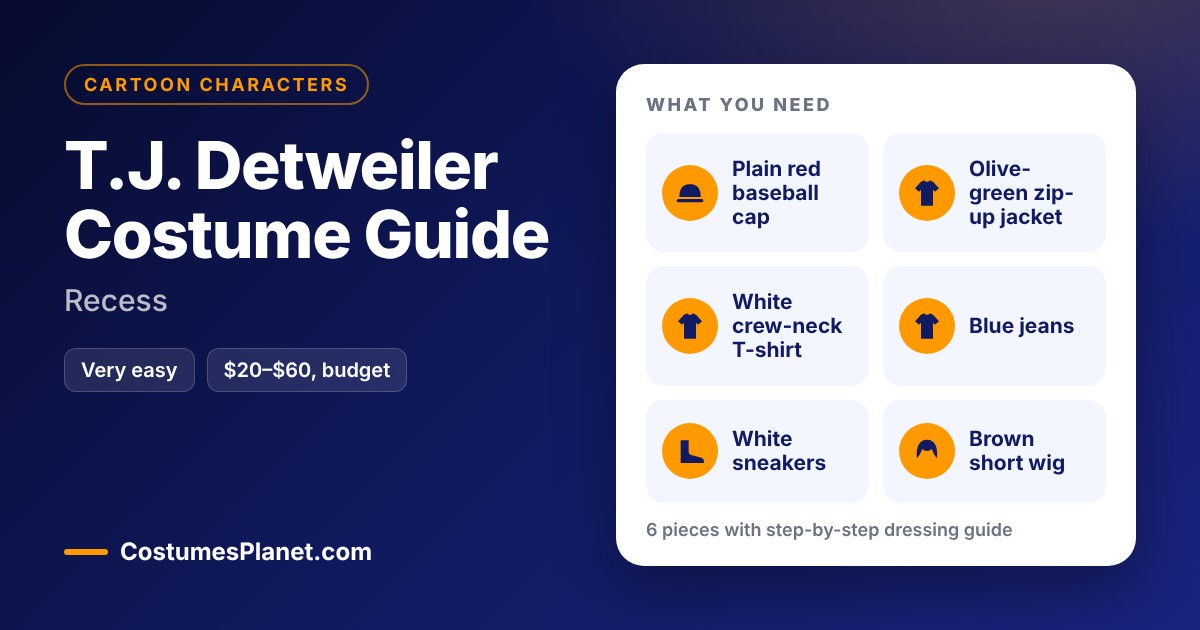 CARTOON CHARACTERS
T.J. Detweiler
Costume Guide
Recess
Very easy
$20–$60, budget
CostumesPlanet.com
WHAT YOU NEED
Plain red
baseball
cap
Olive-
green zip-
up jacket
White
crew-neck
T-shirt
Blue jeans
White
sneakers
Brown
short wig
6 pieces with step-by-step dressing guide